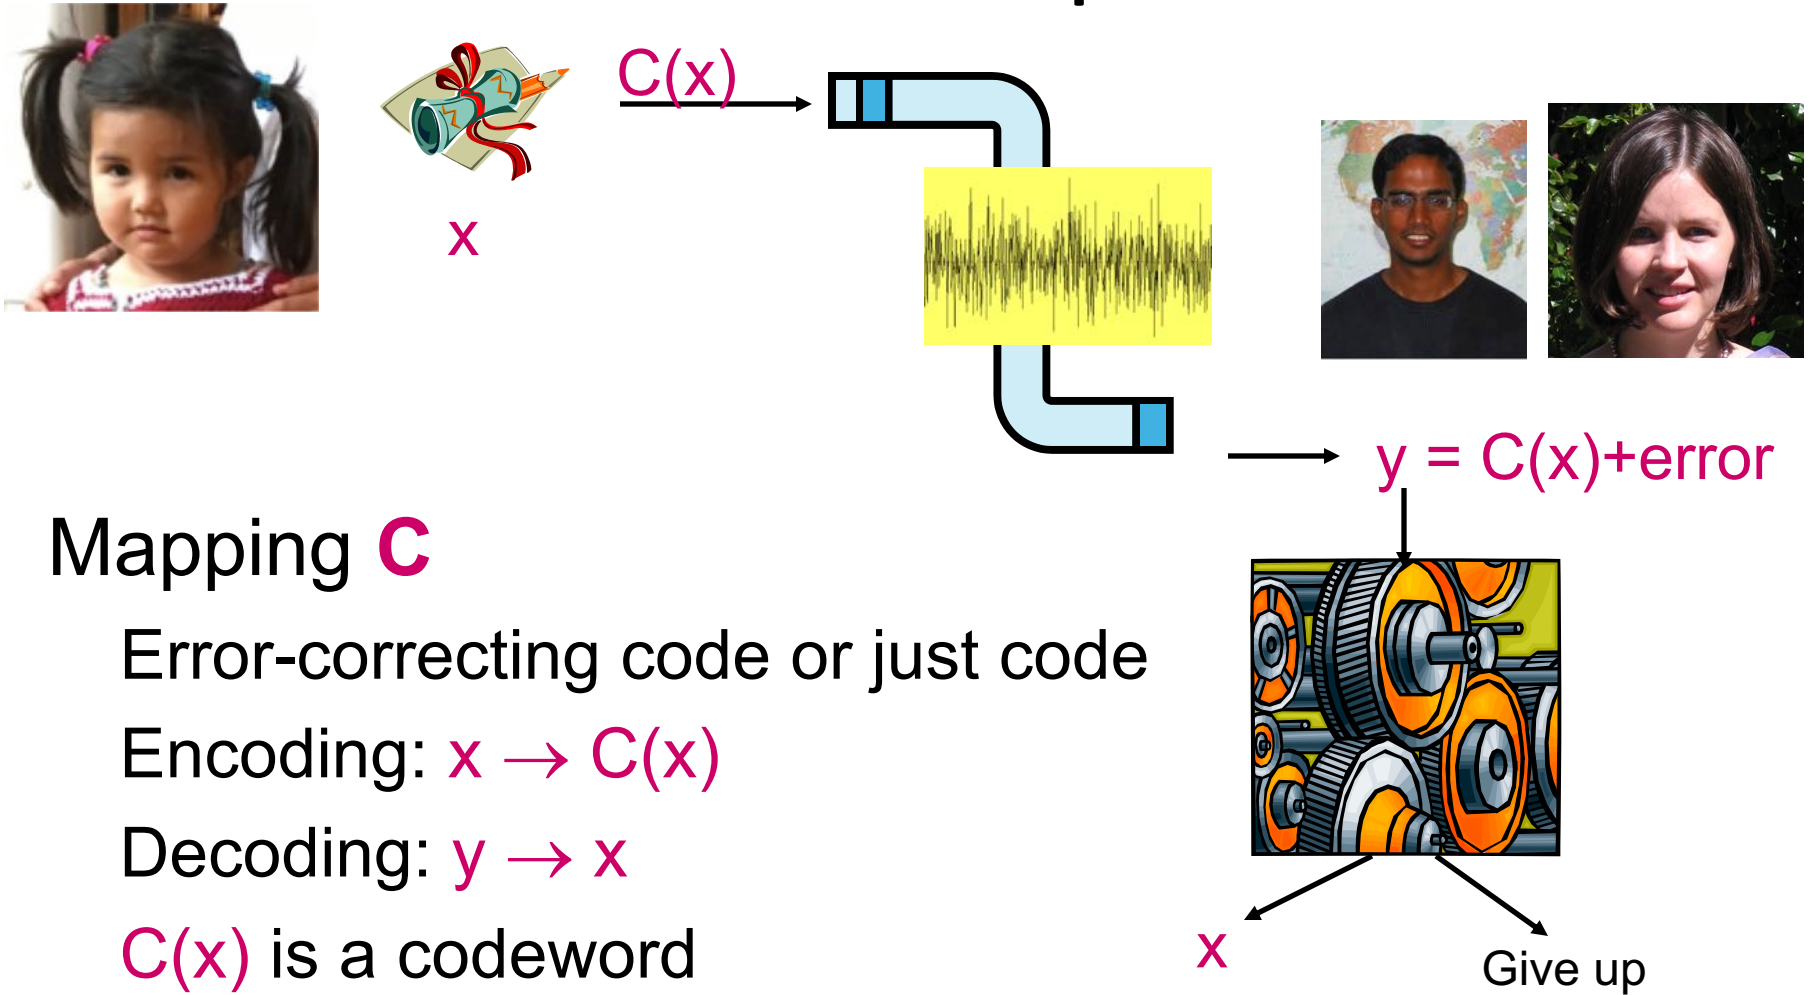 C(x)
x
y = C(x)+error
Mapping C
Error-correcting code or just code
Encoding: x → C(x)
Decoding: y → x
C(x) is a codeword
x
Give up